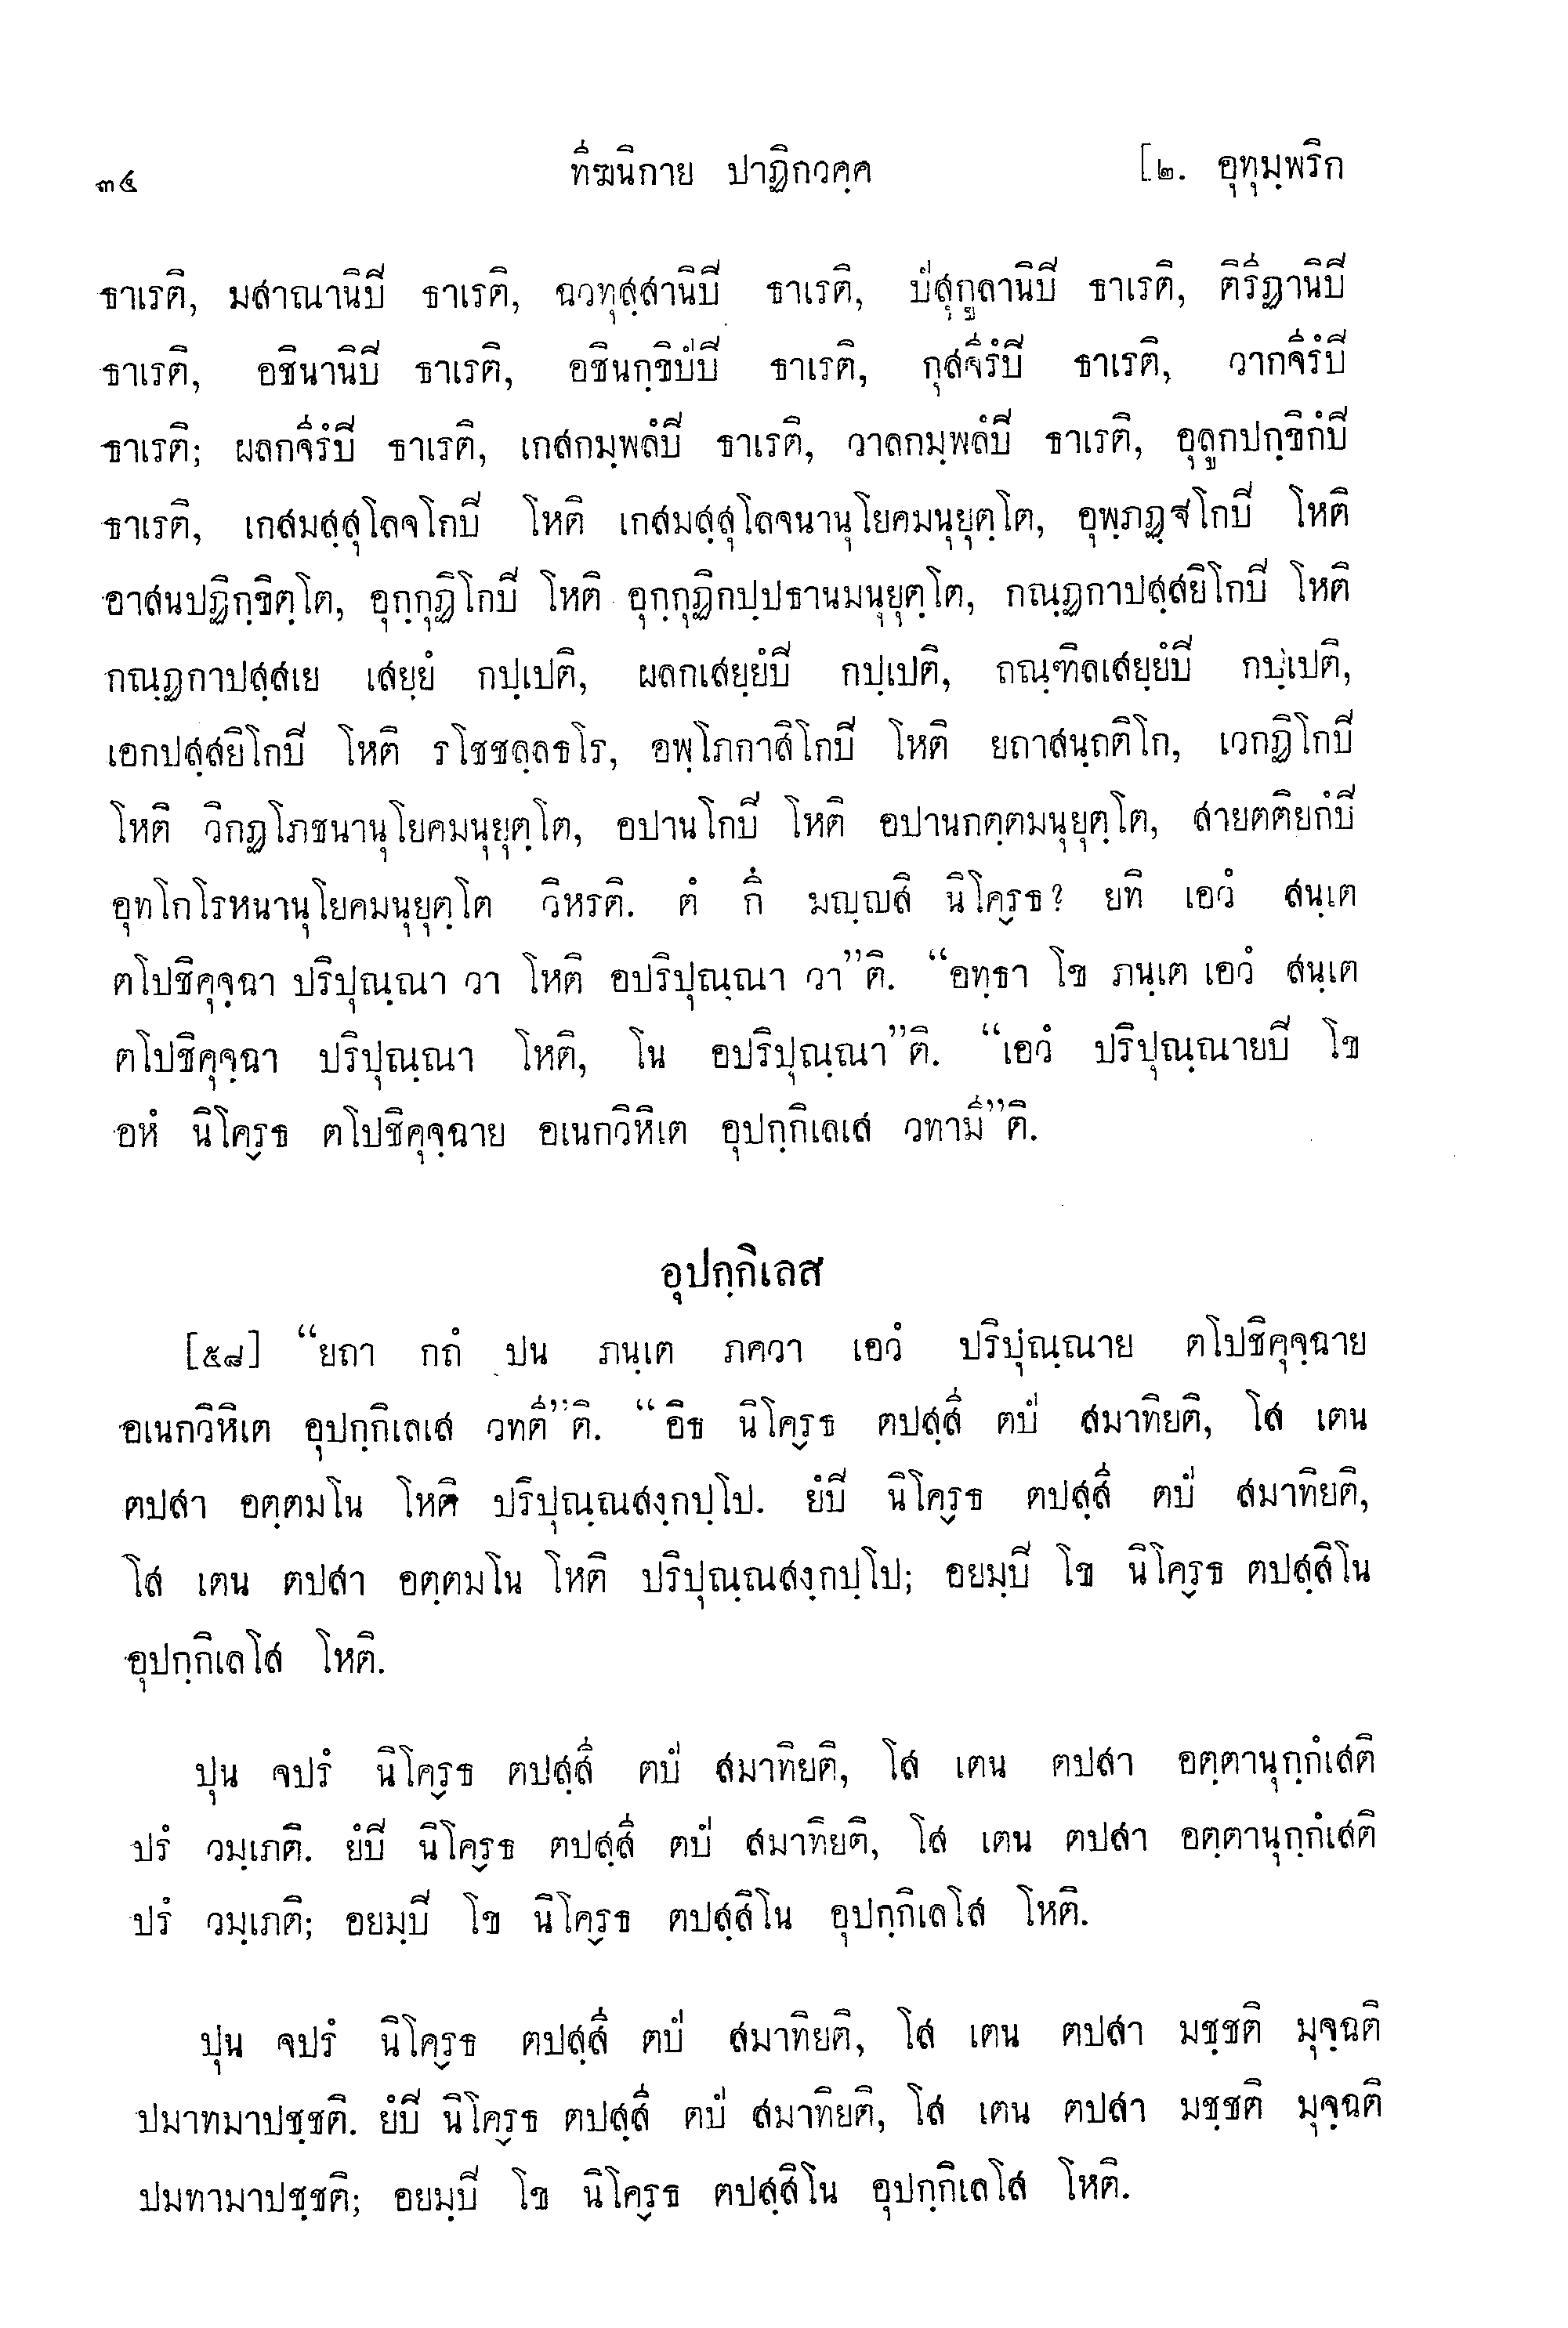 ๓๔ ทีฆนิกาย ปาฏิกวคฺค [๒. อุทุมฺพริก
ธาเรติ, มสาณานิปิ ธาเรติ, ฉวทุสฺสานิปิ ธาเรติ, ปํสุกูลานิปิ ธาเรติ, ติรีฏานิปิ
ธาเรติ, อชินานิปิ ธาเรติ, อชินกฺขิปํปิ ธาเรติ, กุสจีรํปิ ธาเรติ, วากจีรํปิ
ธาเรติ; ผลกจีรํปิ ธาเรติ, เกสกมฺพลํปิ ธาเรติ, วาลกมฺพลํปิ ธาเรติ, อุลูกปกฺขิกํปิ
ธาเรติ, เกสมสฺสุโลจโกปิ โหติ เกสมสฺสุโลจนานุโยคมนุยุตฺโต, อุพฺภฏฺฐโกปิ โหติ
อาสนปฏิกฺขิตฺโต, อุกฺกุฏิโกปิ โหติ อุกฺกุฏิกปฺปธานมนุยุตฺโต, กณฺฏกาปสฺสยิโกปิ โหติ
กณฺฏกาปสฺสเย เสยฺยํ กปฺเปติ, ผลกเสยฺยํปิ กปฺเปติ, ถณฺฑิลเสยฺยํปิ กปฺเปติ,
เอกปสฺสยิโกปิ โหติ รโชชลฺลธโร, อพฺโภกาสิโกปิ โหติ ยถาสนฺถติโก, เวกฏิโกปิ
โหติ วิกฏโภชนานุโยคมนุยุตฺโต, อปานโกปิ โหติ อปานกตฺตมนุยุตฺโต, สายตติยกํปิ
อุทโกโรหนานุโยคมนุยุตฺโต วิหรติ. ตํ กึ มญฺญสิ นิโคฺรธ? ยทิ เอวํ สนฺเต
ตโปชิคุจฺฉา ปริปุณฺณา วา โหติ อปริปุณฺณา วา”ติ. “อทฺธา โข ภนฺเต เอวํ สนฺเต
ตโปชิคุจฺฉา ปริปุณฺณา โหติ, โน อปริปุณฺณา”ติ. “เอวํ ปริปุณฺณายปิ โข
อหํ นิโคฺรธ ตโปชิคุจฺฉาย อเนกวิหิเต อุปกฺกิเลเส วทามี”ติ.
อุปกฺกิเลส
[๕๘] “ยถา กถํ ปน ภนฺเต ภควา เอวํ ปริปุณฺณาย ตโปชิคุจฺฉาย
อเนกวิหิเต อุปกฺกิเลเส วทตี”ติ. “อิธ นิโคฺรธ ตปสฺสี ตปํ สมาทิยติ, โส เตน
ตปสา อตฺตมโน โหติ ปริปุณฺณสงฺกปฺโป. ยํปิ นิโคฺรธ ตปสฺสี ตปํ สมาทิยติ,
โส เตน ตปสา อตฺตมโน โหติ ปริปุณฺณสงฺกปฺโป; อยมฺปิ โข นิโคฺรธ ตปสฺสิโน
อุปกฺกิเลโส โหติ.
ปุน จปรํ นิโคฺรธ ตปสฺสี ตปํ สมาทิยติ, โส เตน ตปสา อตฺตานุกฺกํเสติ
ปรํ วมฺเภติ. ยํปิ นิโคฺรธ ตปสฺสี ตปํ สมาทิยติ, โส เตน ตปสา อตฺตานุกฺกํเสติ
ปรํ วมฺเภติ; อยมฺปิ โข นิโคฺรธ ตปสฺสิโน อุปกฺกิเลโส โหติ.
ปุน จปรํ นิโคฺรธ ตปสฺสี ตปํ สมาทิยติ, โส เตน ตปสา มชฺชติ มุจฺฉติ
ปมาทมาปชฺชติ. ยํปิ นิโคฺรธ ตปสฺสี ตปํ สมาทิยติ, โส เตน ตปสา มชฺชติ มุจฺฉติ
ปมทามาปชฺชติ; อยมฺปิ โข นิโคฺรธ ตปสฺสิโน อุปกฺกิเลโส โหติ.